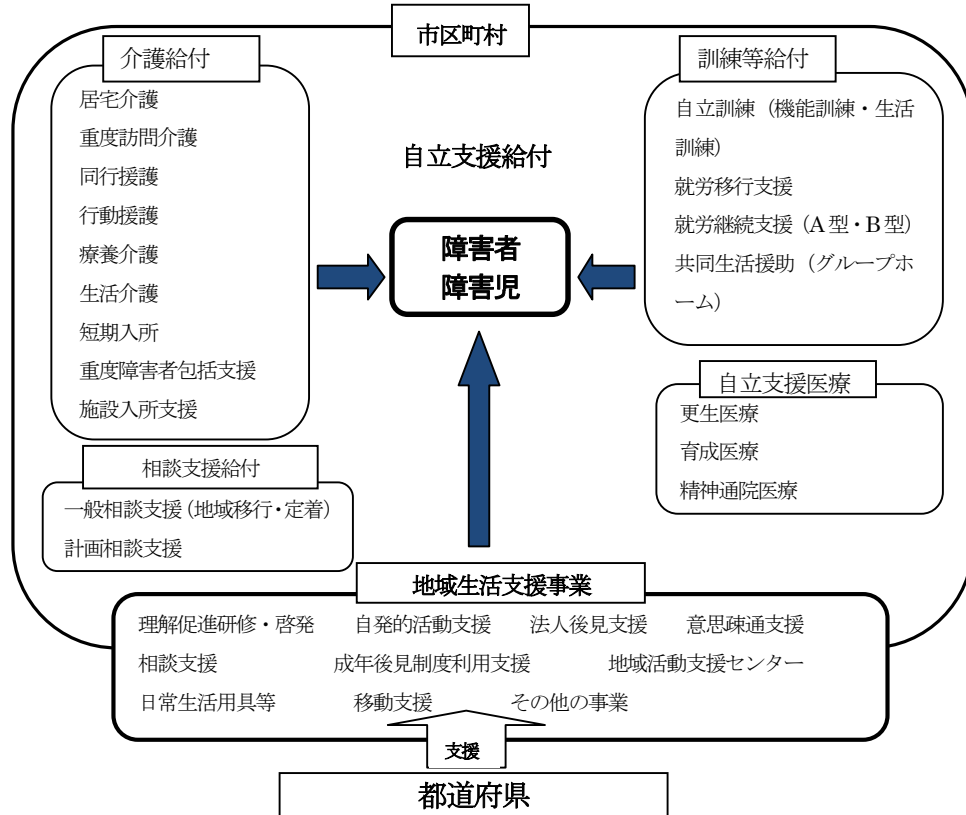 市区町村
介護給付
居宅介護
重度訪問介護
同行援護
行動援護
療養介護
生活介護
短期入所
重度障害者包括支援
施設入所支援
相談支援給付
一般相談支援（地域移行・定着）
計画相談支援
自立支援給付
障害者
障害児
訓練等給付
自立訓練（機能訓練・生活
訓練）
就労移行支援
就労継続支援（A型・B型）
共同生活援助（グループホ
ーム）
自立支援医療
更生医療
育成医療
精神通院医療
地域生活支援事業
理解促進研修・啓発　自発的活動支援　法人後見支援　意思疎通支援
相談支援　成年後見制度利用支援　地域活動支援センター
日常生活用具等　移動支援　その他の事業
支援
都道府県